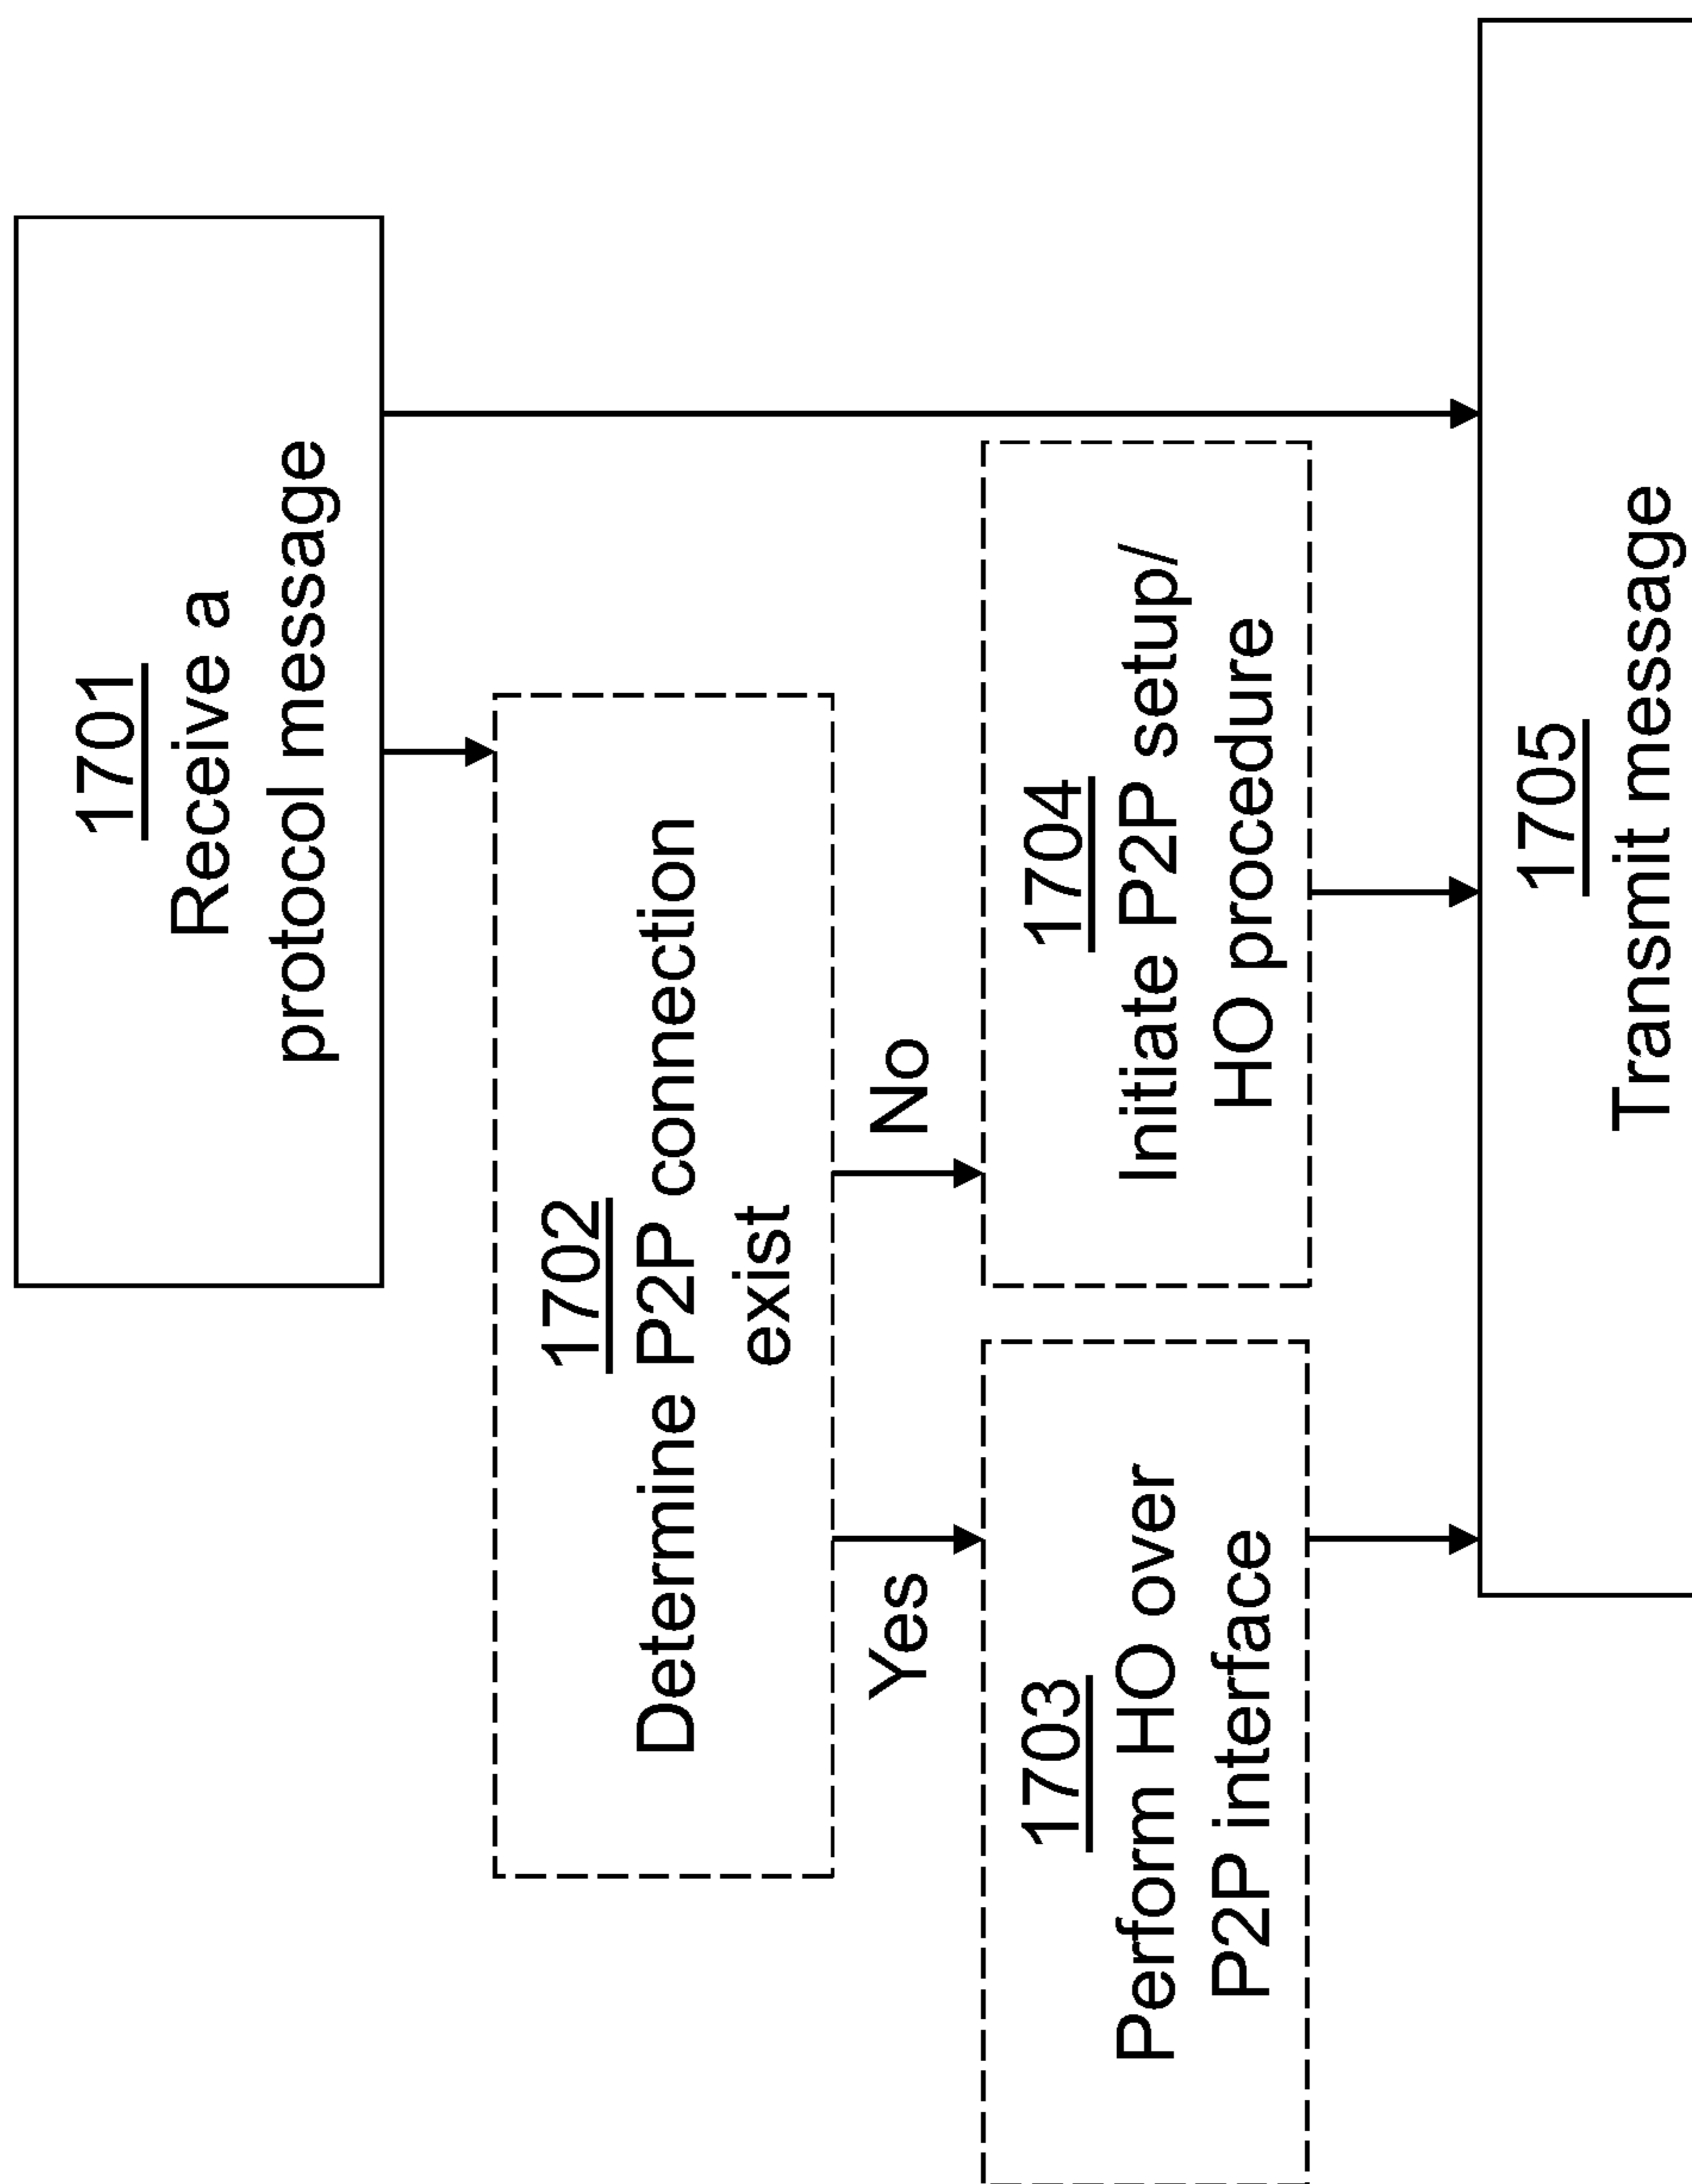 1701
Receive a
protocol message
1702
Determine P2P connection
exist
Yes
No
1703
Perform HO over
P2P interface
1704
Initiate P2P setup/
HO procedure
1705
Transmit message